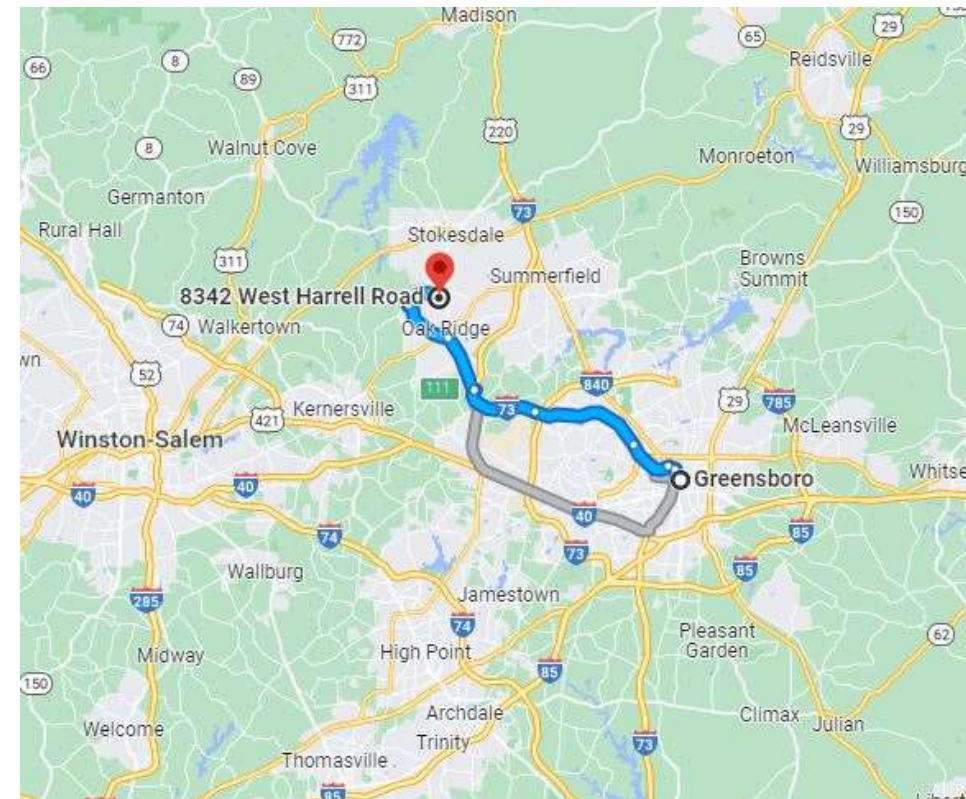 Madison
29
65
772
8
66
89
Reidsville
311
220
29
Walnut Cove
Monroeton
Williamsburg
8
Germanton
150
73
Rural Hall
Stokesdale
311
Browns
Summit
Summerfield
8342 West Harrell Road
74
Walkertown
Oak Ridge
52
840
111
29
785
73
Kernersville
421
McLeansville
Winston-Salem
Greensboro
Whitse
40
40
40
74
85
73
85
Wallburg
285
Jamestown
74
Pleasant
Garden
62
High Point
Midway
85
150
Archdale
Climax
Julian
Welcome
Trinity
73
Thomasville
85